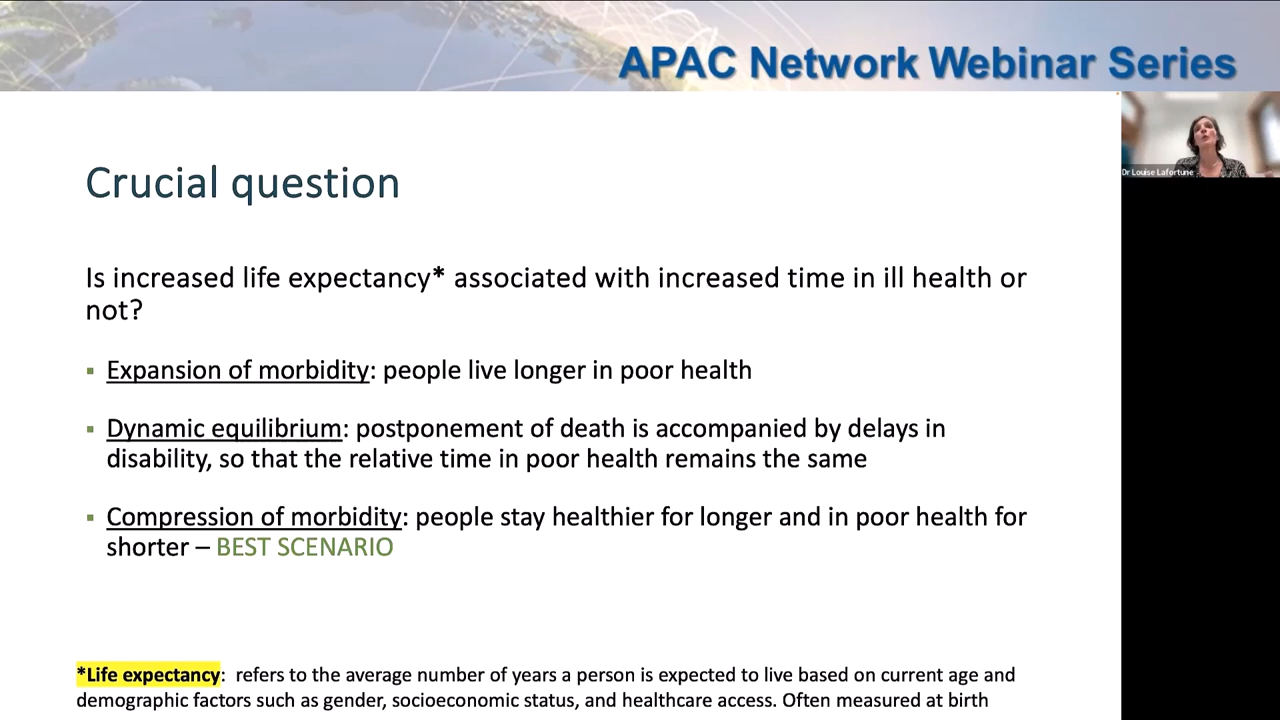 APAC Network Webinar Series
Dr Louise Lafortune
Crucial question
Is increased life expectancy* associated with increased time in ill health or
not?
▪ Expansion of morbidity: people live longer in poor health
▪ Dynamic equilibrium: postponement of death is accompanied by delays in
disability, so that the relative time in poor health remains the same
▪ Compression of morbidity: people stay healthier for longer and in poor health for
shorter – BEST SCENARIO
*Life expectancy: refers to the average number of years a person is expected to live based on current age and
demographic factors such as gender, socioeconomic status, and healthcare access. Often measured at birth